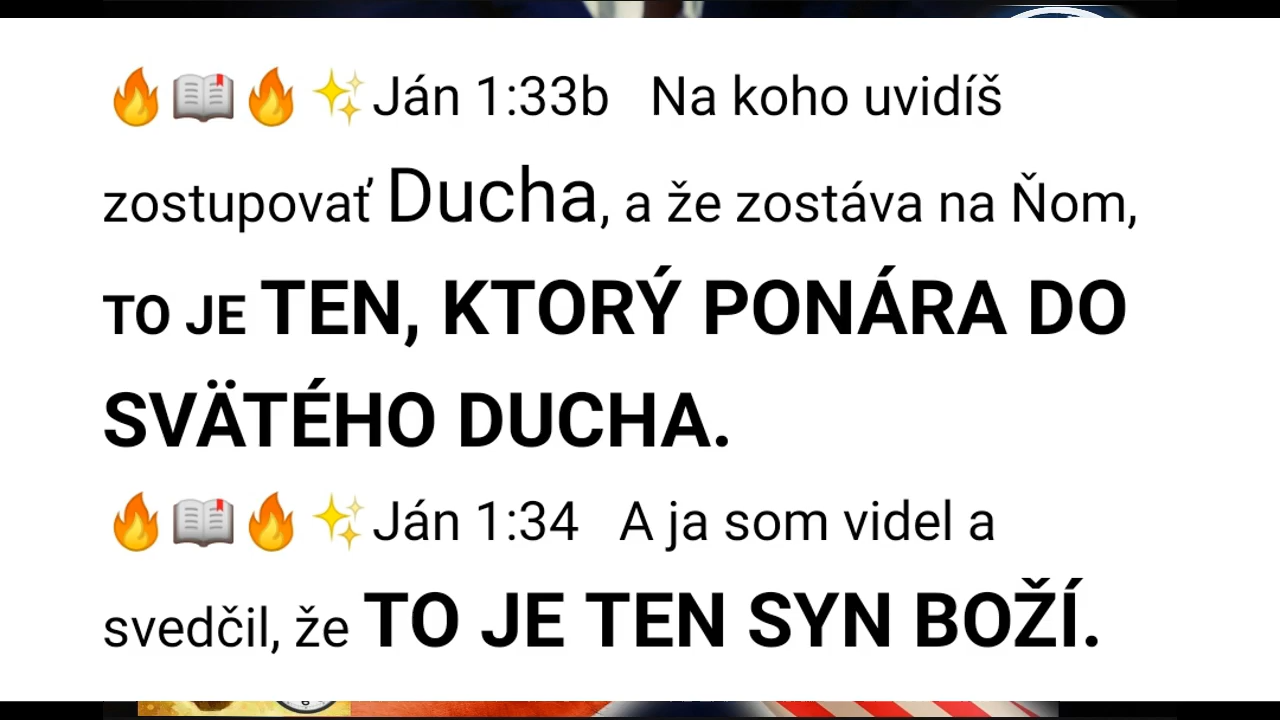 🔥📖🔥✨Ján 1:33b Na koho uvidíš
zostupovať Ducha, a že zostáva na Ňom,
TO JE TEN, KTORÝ PONÁRA DO
SVÄTÉHO DUCHA.
🔥📖🔥✨Ján 1:34 A ja som videl a
svedčil, že TO JE TEN SYN BOŽÍ.